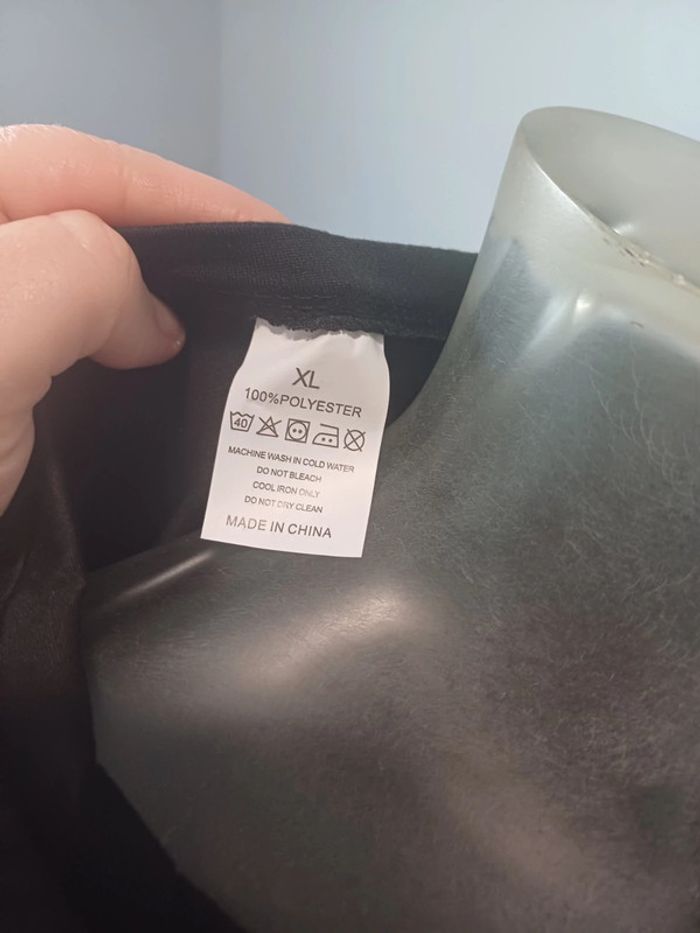 XL
100%POLYESTER
40
MACHINE WASH IN COLD WATER
DO NOT BLEACH
COOL IRON ONLY
DO NOT DRY CLEAN
MADE IN CHINA